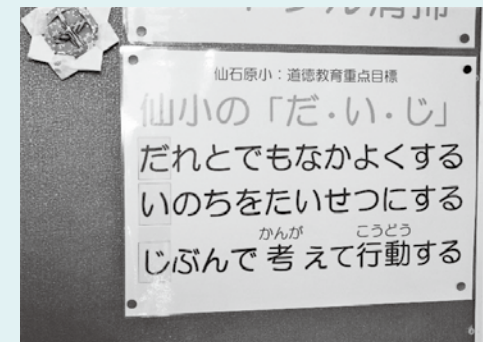 仙石原小：道徳教育重点目標
仙小の「だ・い・じ」
だれとでもなかよくする
いのちをたいせつにする
かんが こうどう
じぶんで考えて行動する